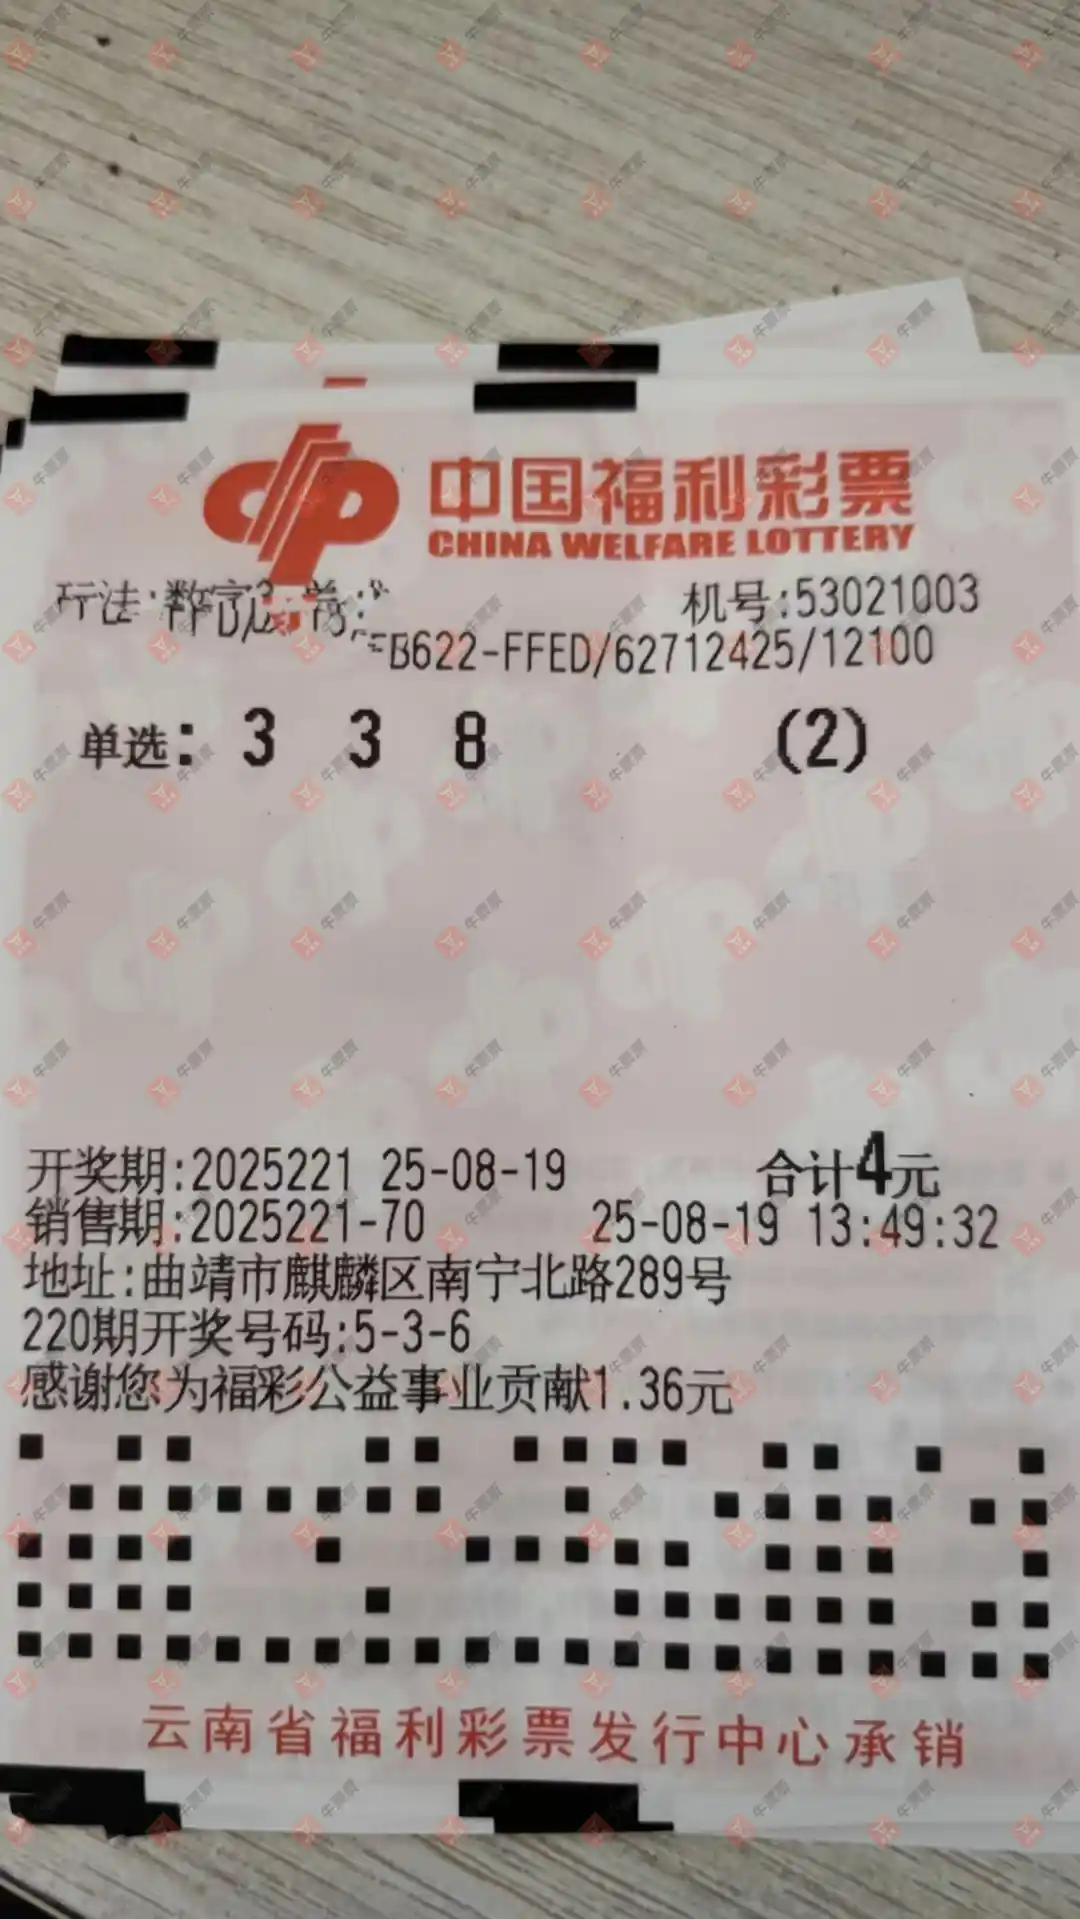 中国福利彩票
CHINA WELFARE LOTTERY
玩法:数字3
机号:53021003
B622-FFED/62712425/12100
单选: 3 3 8 (2)
开奖期:2025221 25-08-19 合计4元
销售期:2025221-70 25-08-19 13:49:32
地址:曲靖市麒麟区南宁北路289号
220期开奖号码:5-3-6
感谢您为福彩公益事业贡献1.36元
云南省福利彩票发行中心承销